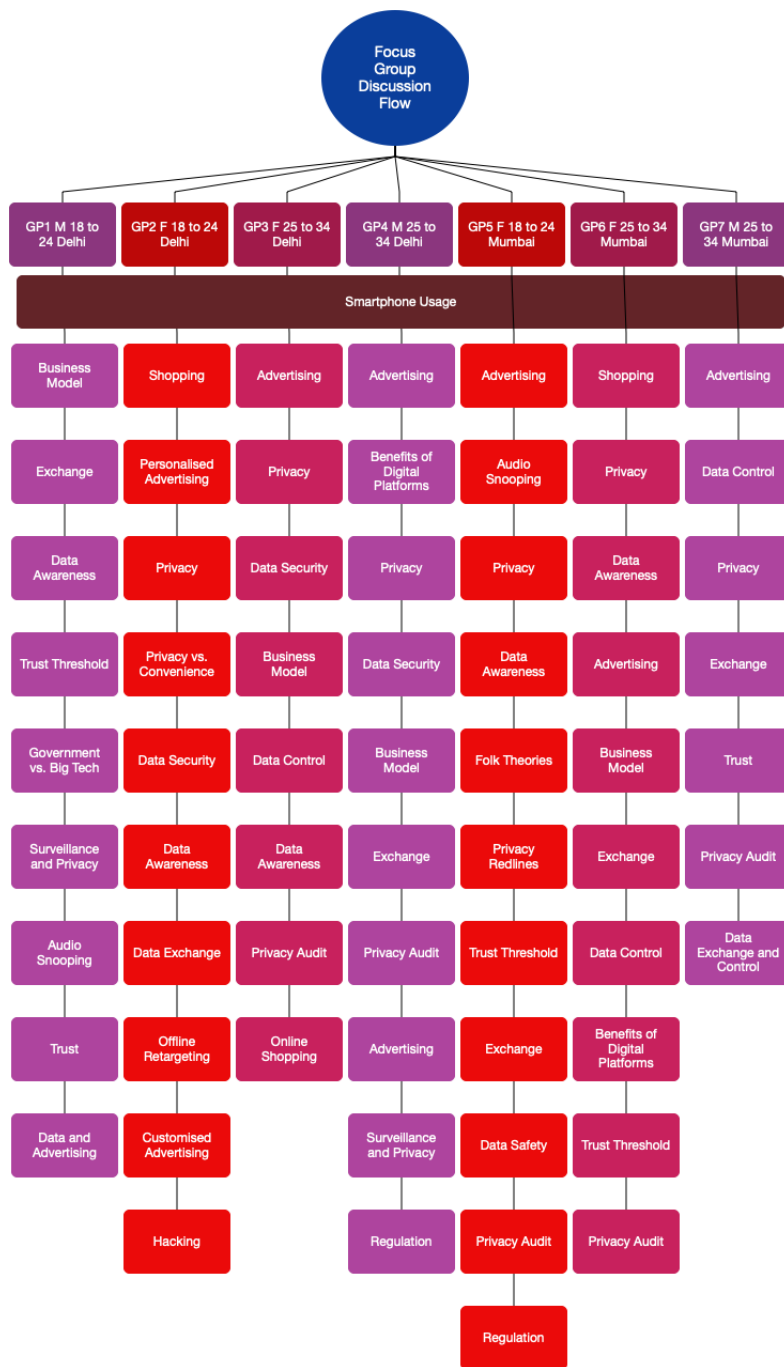 Focus
Group
Discussion
Flow
GP1 M 18 to
24 Delhi
GP2 F 18 to 24
Delhi
GP3 F 25 to 34
Delhi
GP4 M 25 to
34 Delhi
GP5 F 18 to 24
Mumbai
GP6 F 25 to 34
Mumbai
GP7 M 25 to
34 Mumbai
Smartphone Usage
Business
Model
Shopping
Advertising
Advertising
Advertising
Shopping
Advertising
Exchange
Personalised
Advertising
Privacy
Benefits of
Digital
Platforms
Audio
Snooping
Privacy
Data Control
Data
Awareness
Privacy
Data Security
Privacy
Privacy
Data
Awareness
Privacy
Trust Threshold
Privacy vs.
Convenience
Business
Model
Data Security
Data
Awareness
Advertising
Exchange
Government
vs. Big Tech
Data Security
Data Control
Business
Model
Folk Theories
Business
Model
Trust
Surveillance
and Privacy
Data
Awareness
Data
Awareness
Exchange
Privacy
Redlines
Exchange
Privacy Audit
Audio
Snooping
Data Exchange
Privacy Audit
Privacy Audit
Trust Threshold
Data Control
Data
Exchange and
Control
Trust
Offline
Retargeting
Online
Shopping
Advertising
Exchange
Benefits of
Digital
Platforms
Data and
Advertising
Customised
Advertising
Surveillance
and Privacy
Data Safety
Trust Threshold
Hacking
Regulation
Privacy Audit
Privacy Audit
Regulation